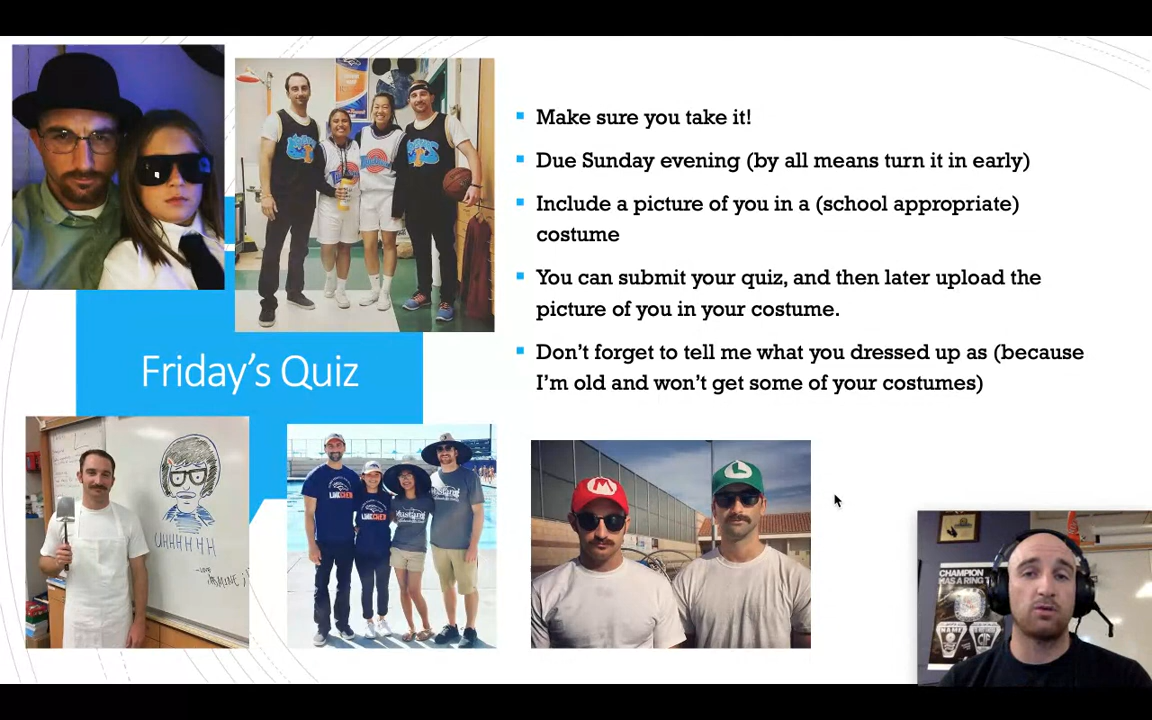 Make sure you take it!
Due Sunday evening (by all means turn it in early)
Include a picture of you in a (school appropriate)
costume
You can submit your quiz, and then later upload the
picture of you in your costume.
Don’t forget to tell me what you dressed up as (because
I’m old and won’t get some of your costumes)
Friday’s Quiz
UHHHHHH
M
L
CHAMPION
HAS A RING